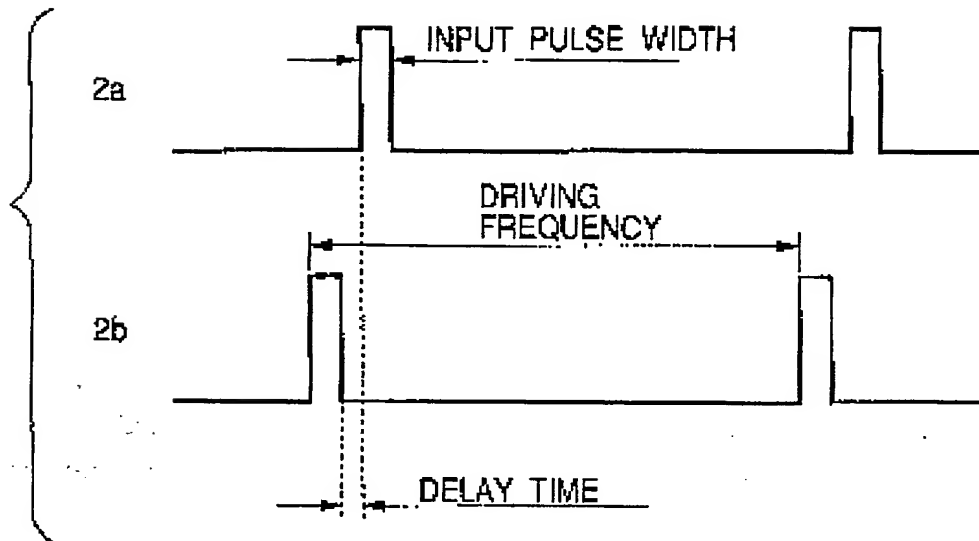 INPUT PULSE WIDTH
2a
DRIVING
FREQUENCY
2b
DELAY TIME